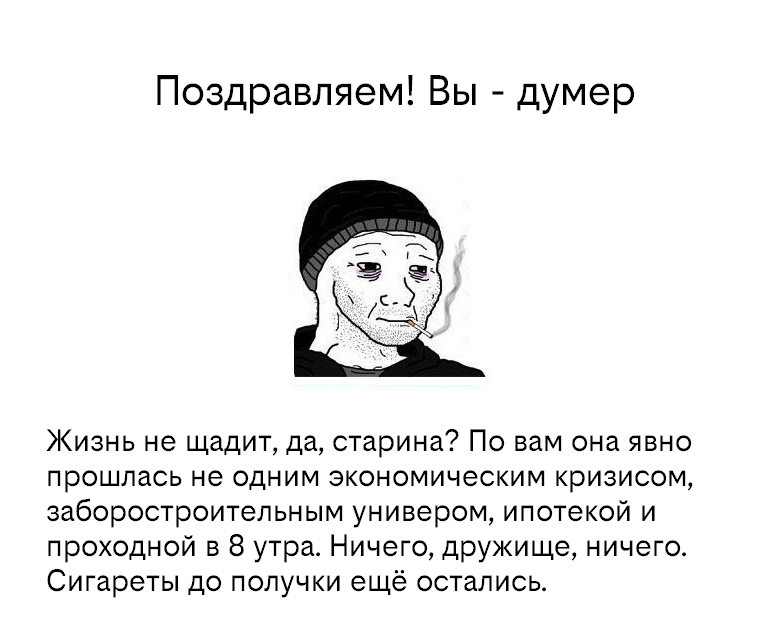 Поздравляем! Вы - думер
Жизнь не щадит, да, старина? По вам она явно
прошлась не одним экономическим кризисом,
заборостроительным универом, ипотекой и
проходной в 8 утра. Ничего, дружище, ничего.
Сигареты до получки ещё остались.